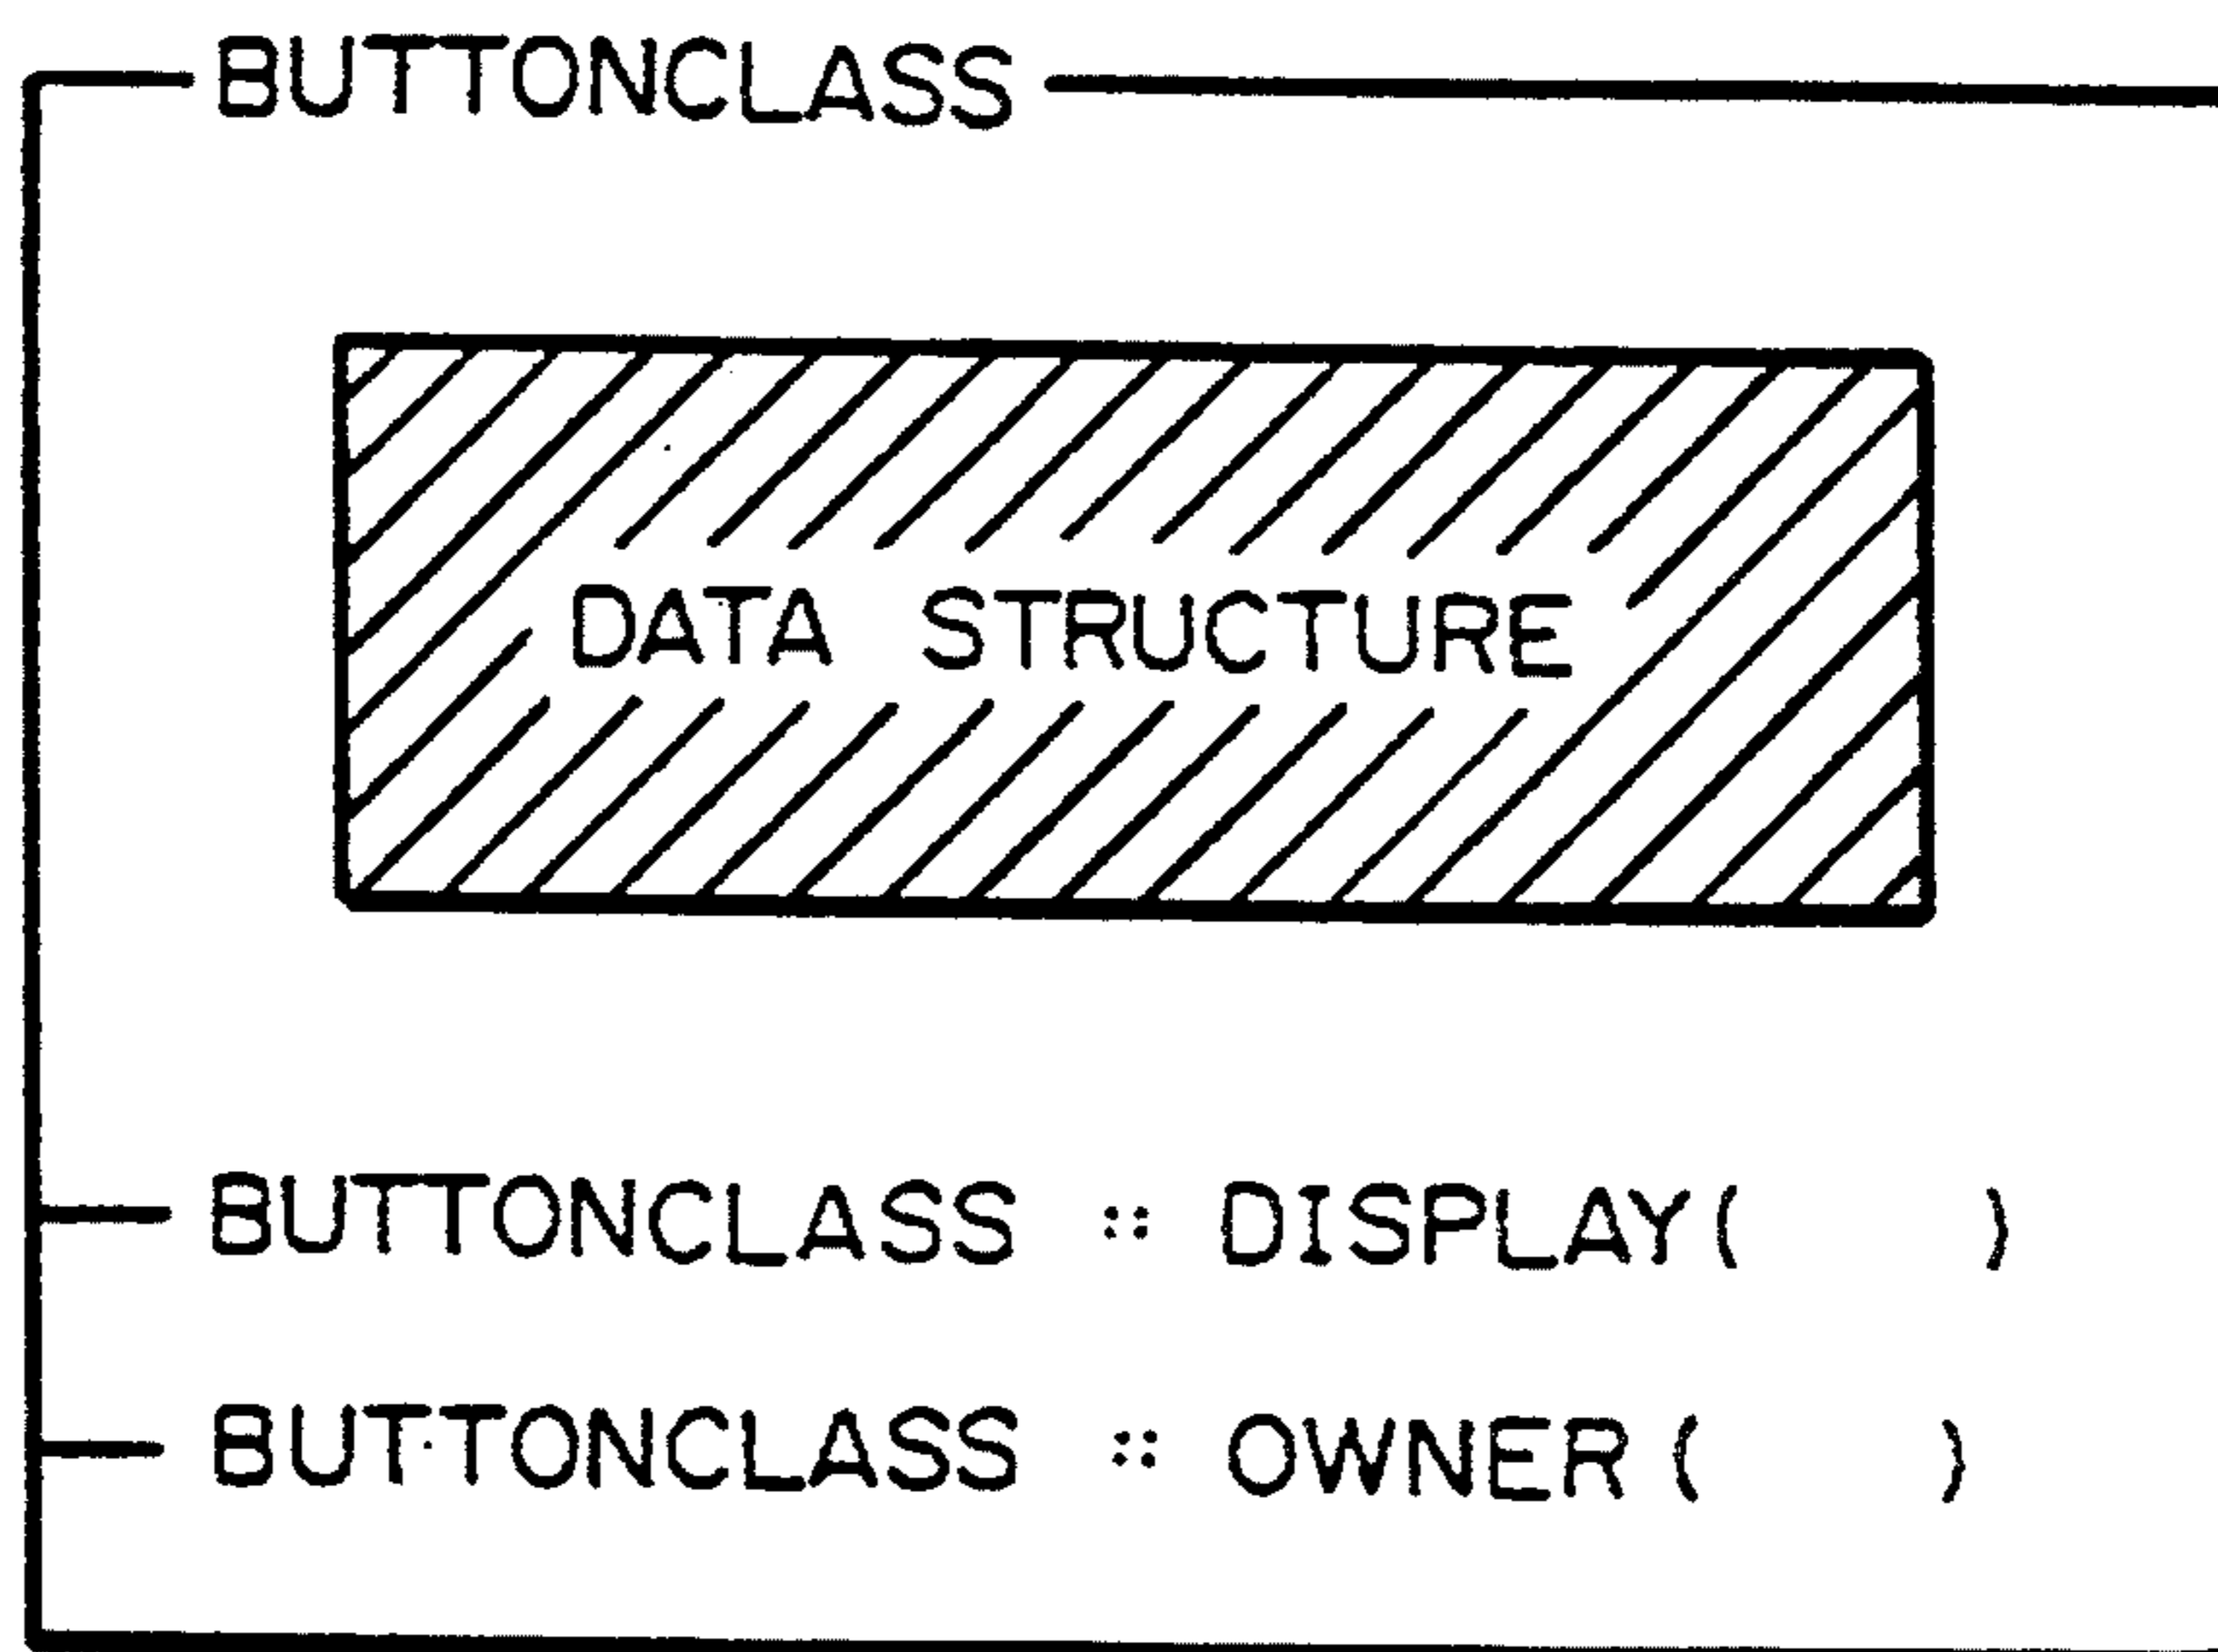 BUTTONCLASS
DATA STRUCTURE
BUTTONCLASS :: DISPLAY( )
BUTTONCLASS :: OWNER( )